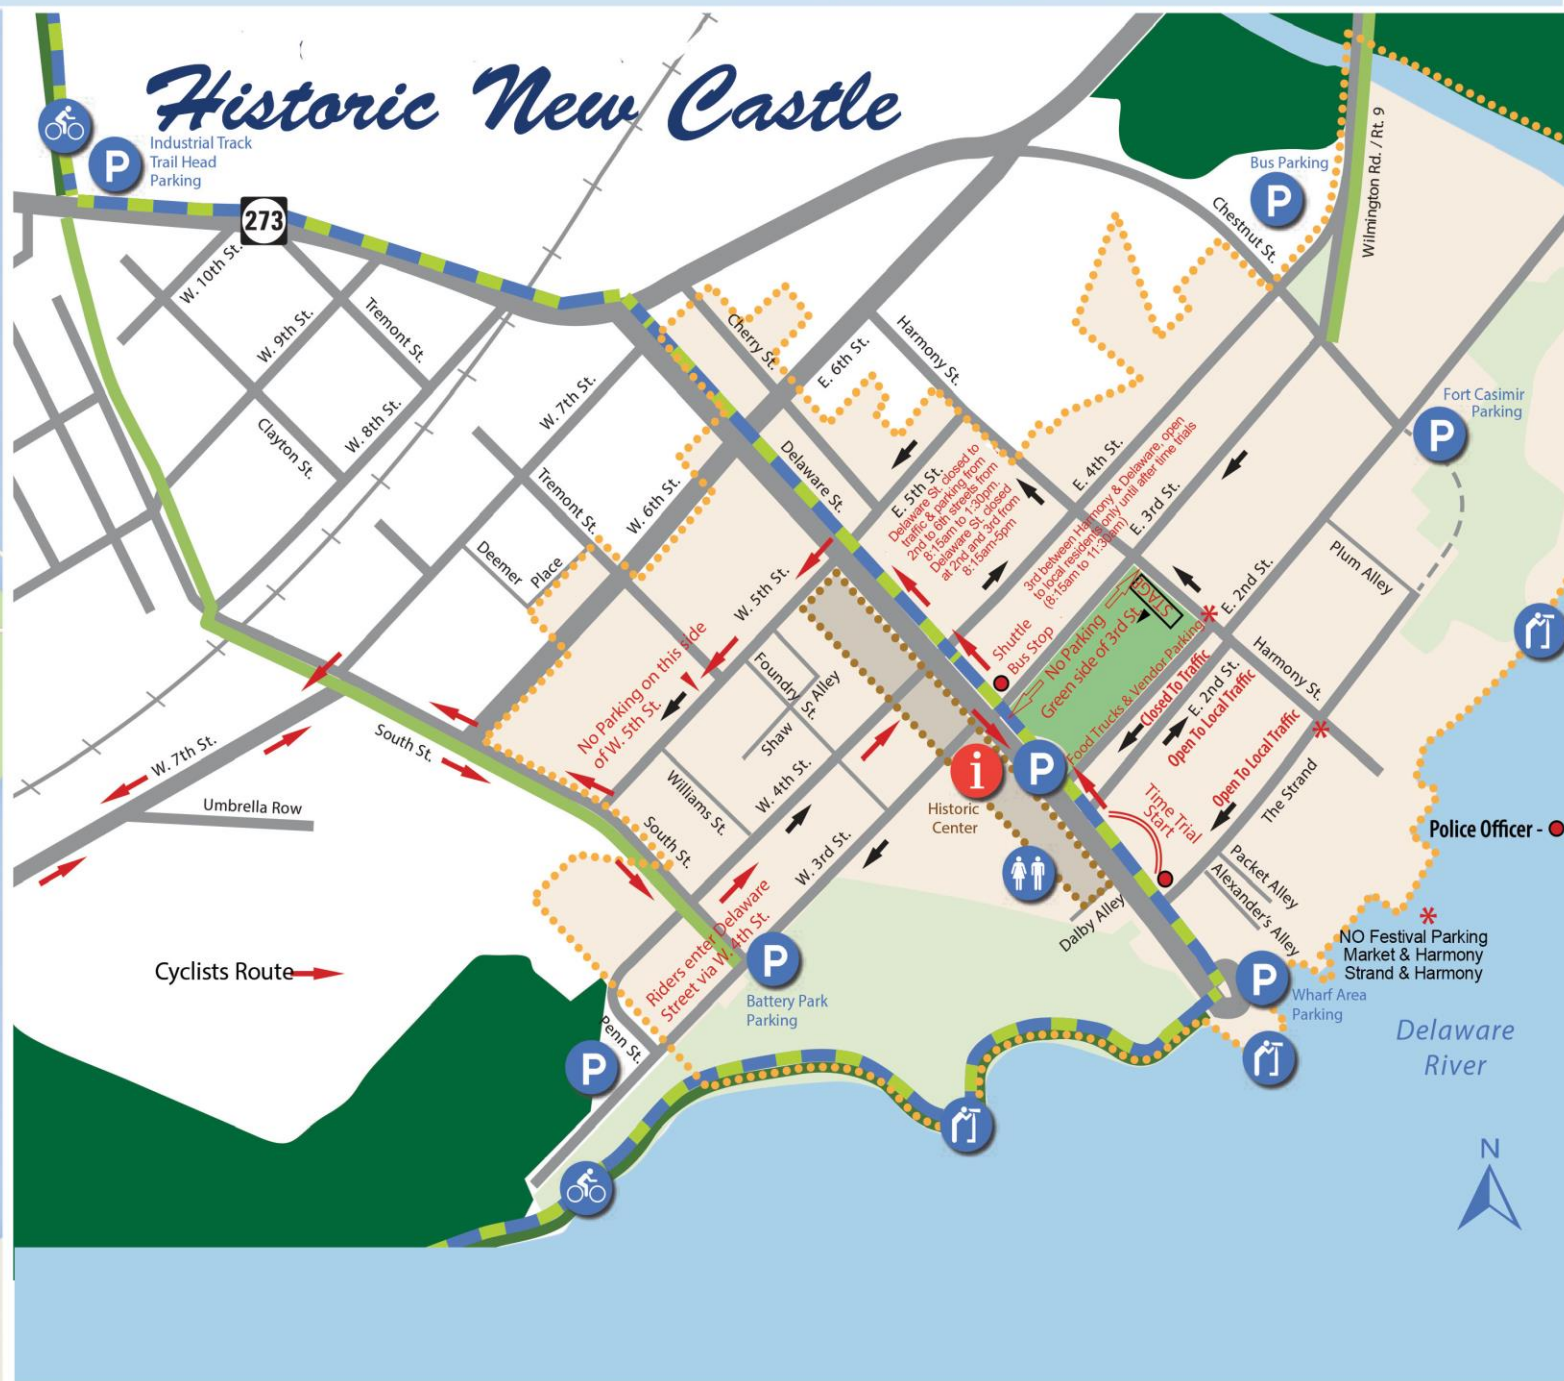 Historic New Castle
Industrial Track
Trail Head
Parking
P
273
Bus Parking
P
Wilmington Rd. / Rt. 9
Chestnut St.
W. 10th St.
W. 9th St.
Tremont St.
W. 8th St.
Clayton St.
W. 7th St.
Cherry St.
E. 6th St.
Harmony St.
Fort Casimir
Parking
P
Delaware St.
E. 5th St.
E. 4th St.
E. 3rd St.
Delaware St. closed to
traffic & parking from
2nd to 6th streets from
8:15am to 1:30pm.
Delaware St. closed
at 2nd and 3rd from
8:15am-5pm
3rd between Harmony & Delaware, open
to local residents only until after time trials
(8:15am to 11:30am)
Tremont St.
W. 6th St.
Deemer
Place
W. 5th St.
Plum Alley
E. 2nd St.
STAGE
Shuttle
Bus Stop
No Parking
Green side of 3rd St.
Food Trucks & Vendor Parking
*
Closed To Traffic
E. 2nd St.
Open To Local Traffic
Harmony St.
Open To Local Traffic
*
No Parking on this side
of W. 5th St.
Foundry St.
Shaw Alley
South St.
W. 7th St.
Umbrella Row
Williams St.
W. 4th St.
South St.
W. 3rd St.
i
P
Historic
Center
Time Trial
Start
The Strand
Police Officer -
Packet Alley
Alexander's Alley
Dalby Alley
*
NO Festival Parking
Market & Harmony
Strand & Harmony
Riders enter Delaware
Street via W. 4th St.
Cyclists Route
P
Battery Park
Parking
P
Wharf Area
Parking
Penn St.
P
Delaware
River
N